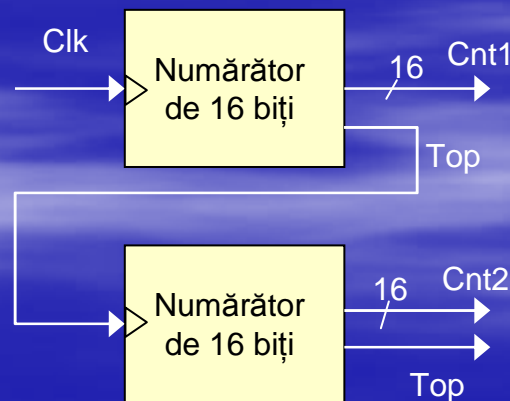 Clk
Numărător
de 16 biți
16
Cnt1
Top
Numărător
de 16 biți
16
Cnt2
Top